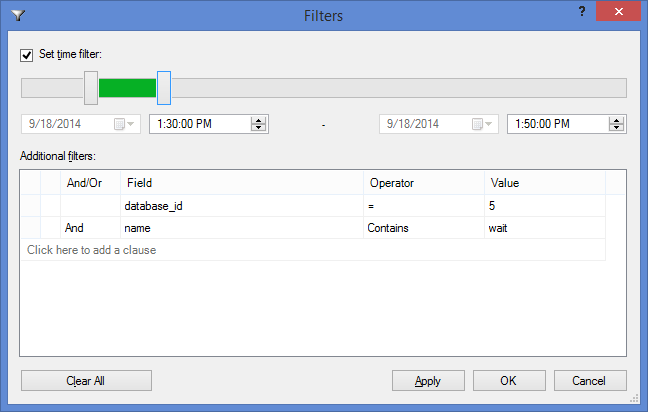 Filters
?
Set time filter:
9/18/2014 1:30:00 PM - 9/18/2014 1:50:00 PM
Additional filters:
And/Or Field Operator Value
database_id = 5
And name Contains wait
Click here to add a clause
Clear All Apply OK Cancel